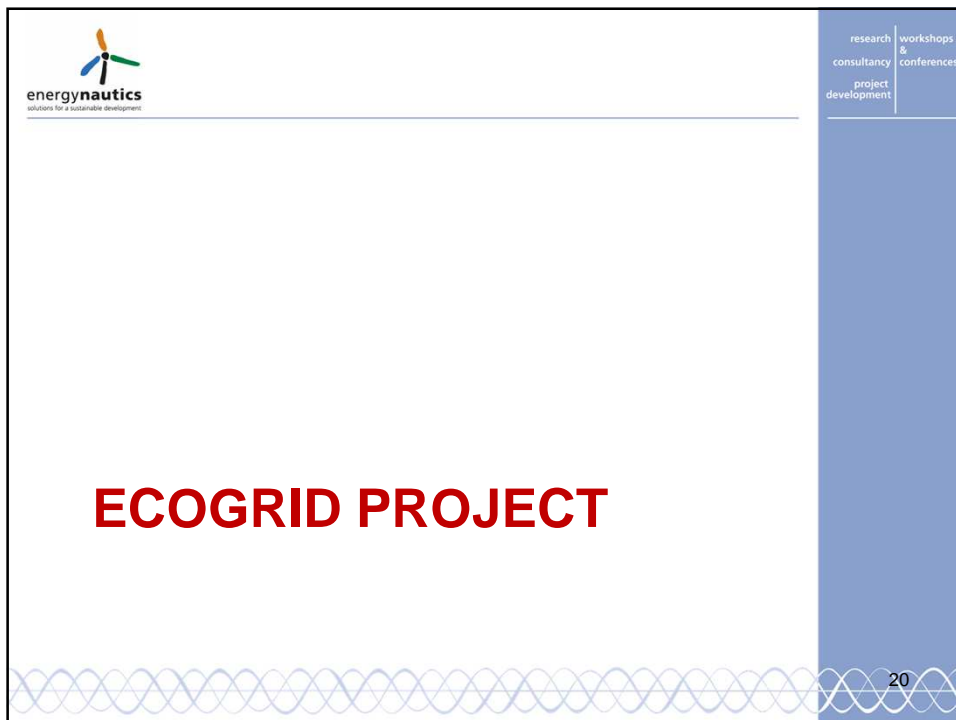 energynautics
solutions for a sustainable development
research workshops
&
consultancy conferences
project
development
ECOGRID PROJECT
20